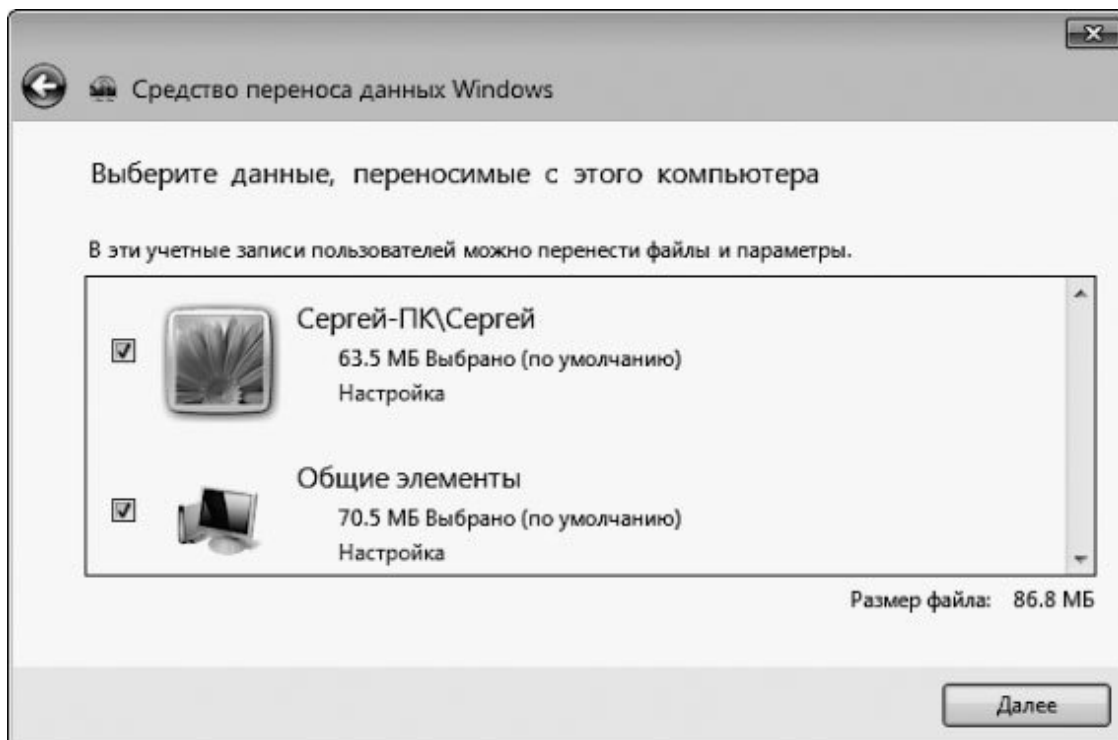 Средство переноса данных Windows
Выберите данные, переносимые с этого компьютера
В эти учетные записи пользователей можно перенести файлы и параметры.
Сергей-ПК\Сергей
63.5 МБ Выбрано (по умолчанию)
Настройка
Общие элементы
70.5 МБ Выбрано (по умолчанию)
Настройка
Размер файла: 86.8 МБ
Далее